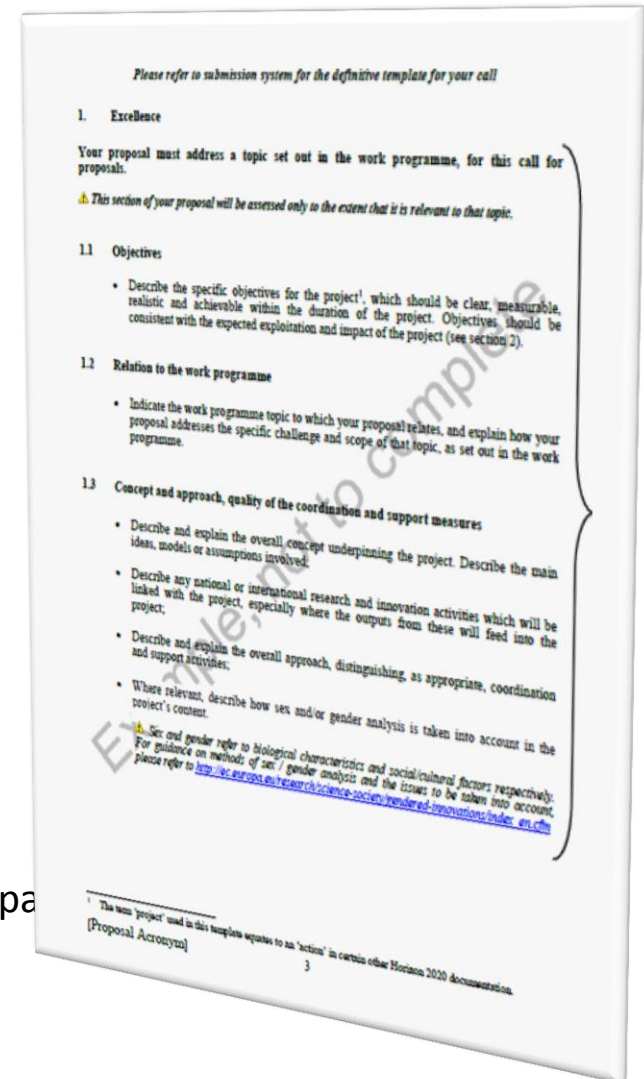 Please refer to submission system for the definitive template for your call
1. Excellence
Your proposal must address a topic set out in the work programme, for this call for
proposals.
This section of your proposal will be assessed only to the extent that it is relevant to that topic.
1.1 Objectives
• Describe the specific objectives for the project¹, which should be clear, measurable,
realistic and achievable within the duration of the project. Objectives should be
consistent with the expected exploitation and impact of the project (see section 2).
1.2 Relation to the work programme
• Indicate the work programme topic to which your proposal relates, and explain how your
proposal addresses the specific challenge and scope of that topic, as set out in the work
programme.
1.3 Concept and approach, quality of the coordination and support measures
• Describe and explain the overall concept underpinning the project. Describe the main
ideas, models or assumptions involved;
• Describe any national or international research and innovation activities which will be
linked with the project, especially where the outputs from these will feed into the
project;
• Describe and explain the overall approach, distinguishing, as appropriate, coordination
and support activities;
• Where relevant, describe how sex and/or gender analysis is taken into account in the
project's content.
Sex and gender refer to biological characteristics and social/cultural factors respectively.
For guidance on methods of sex / gender analysis and the issues to be taken into account,
please refer to http://ec.europa.eu/research/science-society/gendered-innovations/index_en.cfm
Example, not to complete
pa
¹ The term 'project' used in this template equates to an 'action' in certain other Horizon 2020 documentation.
[Proposal Acronym]
3